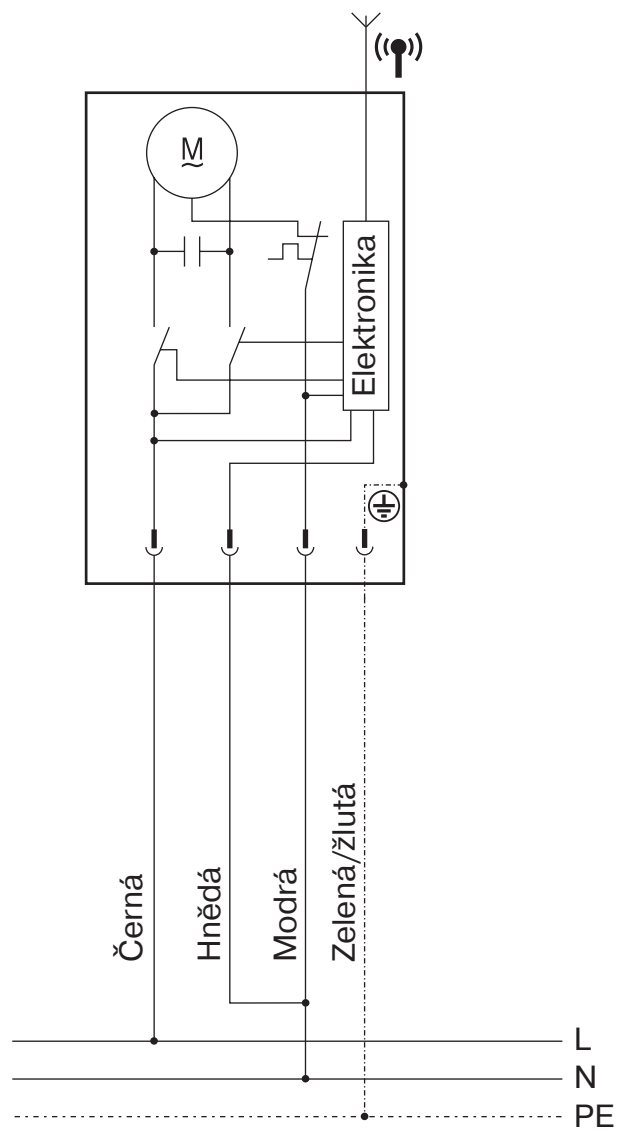 M
Elektronika
Černá
Hnědá
Modrá
Zelená/žlutá
L
N
PE